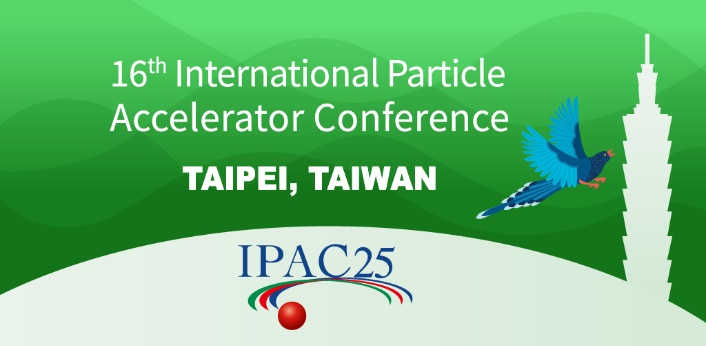 16th International Particle
Accelerator Conference
TAIPEI, TAIWAN
IPAC25